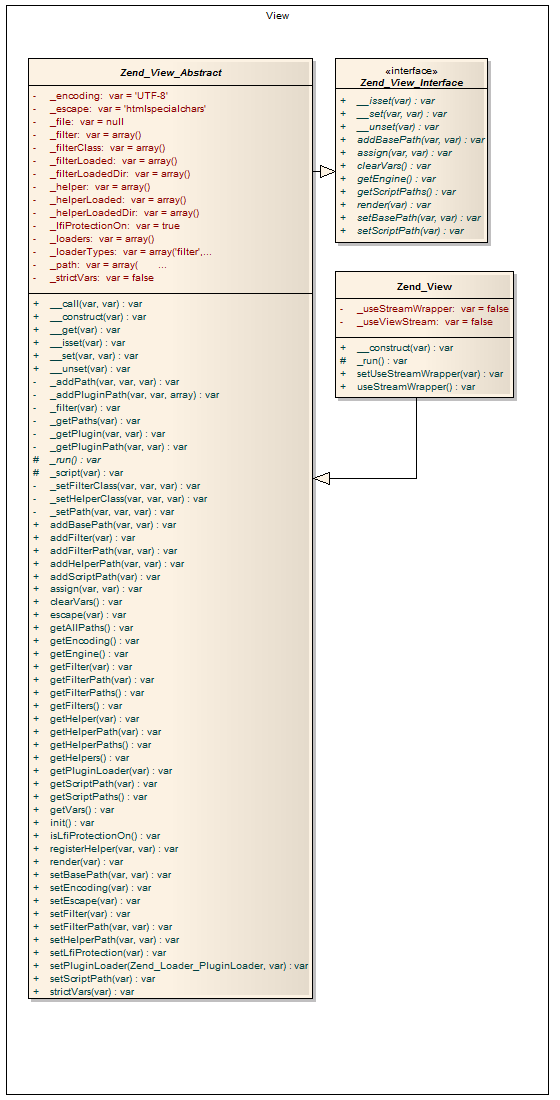 View
Zend_View_Abstract
- _encoding: var = 'UTF-8'
- _escape: var = 'htmlspecialchars'
- _file: var = null
- _filter: var = array()
- _filterClass: var = array()
- _filterLoaded: var = array()
- _filterLoadedDir: var = array()
- _helper: var = array()
- _helperLoaded: var = array()
- _helperLoadedDir: var = array()
- _lfiProtectionOn: var = true
- _loaders: var = array()
- _loaderTypes: var = array('filter',...
- _path: var = array( ...
- _strictVars: var = false
+ __call(var, var) : var
+ __construct(var) : var
+ __get(var) : var
+ __isset(var) : var
+ __set(var, var) : var
+ __unset(var) : var
- _addPath(var, var, var) : var
- _addPluginPath(var, var, array) : var
- _filter(var) : var
- _getPaths(var) : var
- _getPlugin(var, var) : var
- _getPluginPath(var, var) : var
# _run() : var
# _script(var) : var
- _setFilterClass(var, var, var) : var
- _setHelperClass(var, var, var) : var
- _setPath(var, var, var) : var
+ addBasePath(var, var) : var
+ addFilter(var) : var
+ addFilterPath(var, var) : var
+ addHelperPath(var, var) : var
+ addScriptPath(var) : var
+ assign(var, var) : var
+ clearVars() : var
+ escape(var) : var
+ getAllPaths() : var
+ getEncoding() : var
+ getEngine() : var
+ getFilter(var) : var
+ getFilterPath(var) : var
+ getFilterPaths() : var
+ getFilters() : var
+ getHelper(var) : var
+ getHelperPath(var) : var
+ getHelperPaths() : var
+ getHelpers() : var
+ getPluginLoader(var) : var
+ getScriptPath(var) : var
+ getScriptPaths() : var
+ getVars() : var
+ init() : var
+ isLfiProtectionOn() : var
+ registerHelper(var, var) : var
+ render(var) : var
+ setBasePath(var, var) : var
+ setEncoding(var) : var
+ setEscape(var) : var
+ setFilter(var) : var
+ setFilterPath(var, var) : var
+ setHelperPath(var, var) : var
+ setLfiProtection(var) : var
+ setPluginLoader(Zend_Loader_PluginLoader, var) : var
+ setScriptPath(var) : var
+ strictVars(var) : var
«interface»
Zend_View_Interface
+ __isset(var) : var
+ __set(var, var) : var
+ __unset(var) : var
+ addBasePath(var, var) : var
+ assign(var, var) : var
+ clearVars() : var
+ getEngine() : var
+ getScriptPaths() : var
+ render(var) : var
+ setBasePath(var, var) : var
+ setScriptPath(var) : var
Zend_View
- _useStreamWrapper: var = false
- _useViewStream: var = false
+ __construct(var) : var
# _run() : var
+ setUseStreamWrapper(var) : var
+ useStreamWrapper() : var